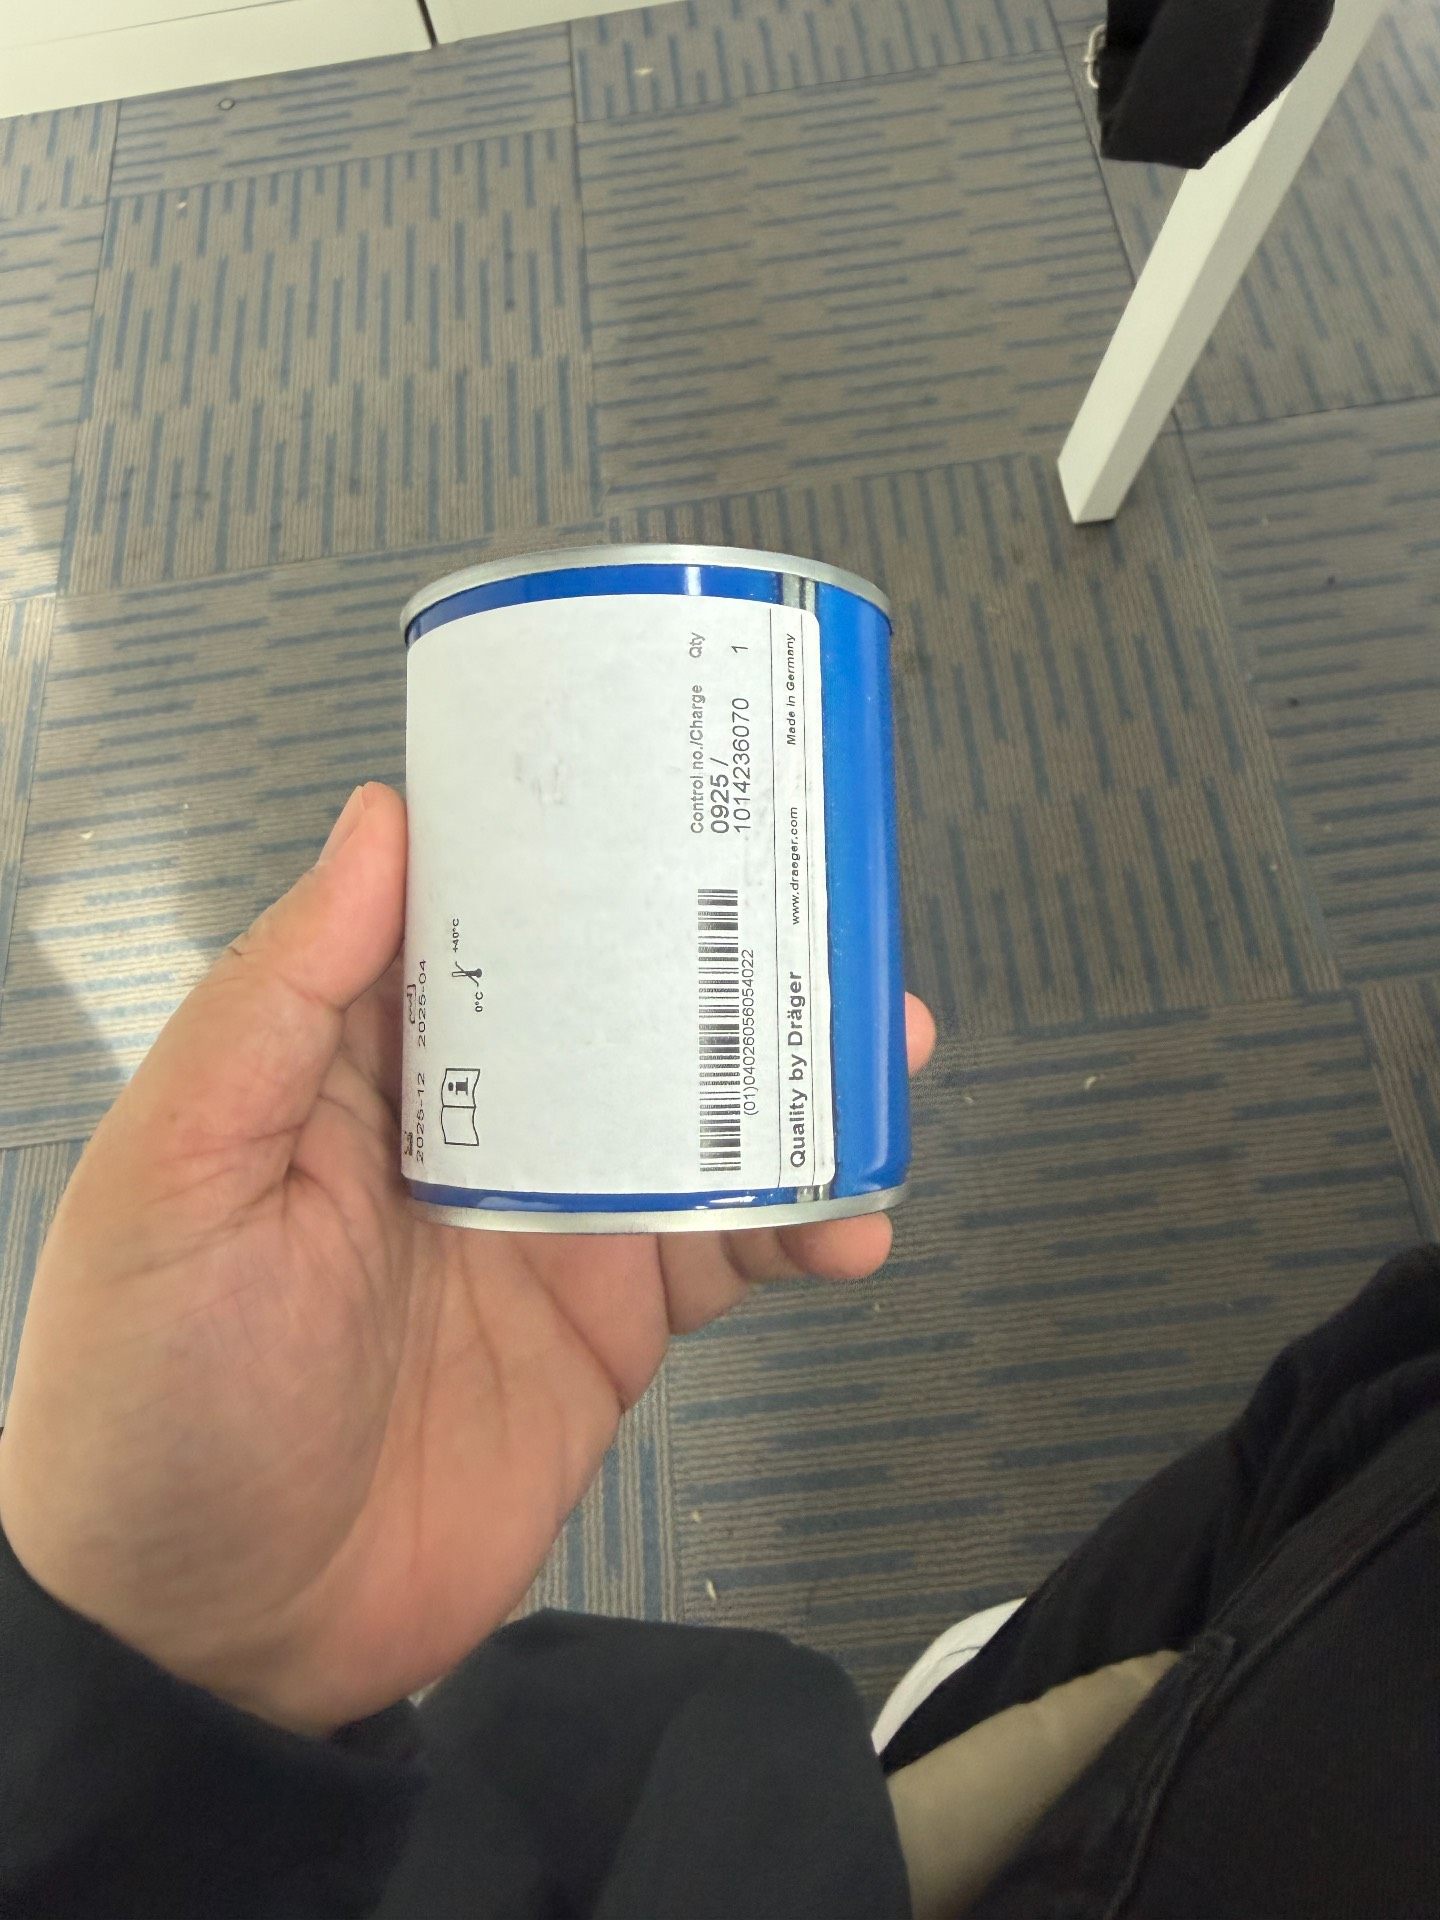 2025-12 2025-04
0°C +40°C
Control no./Charge Qty
0925 /
1014236070 1
(01)04026056054022
Quality by Dräger www.draeger.com Made in Germany